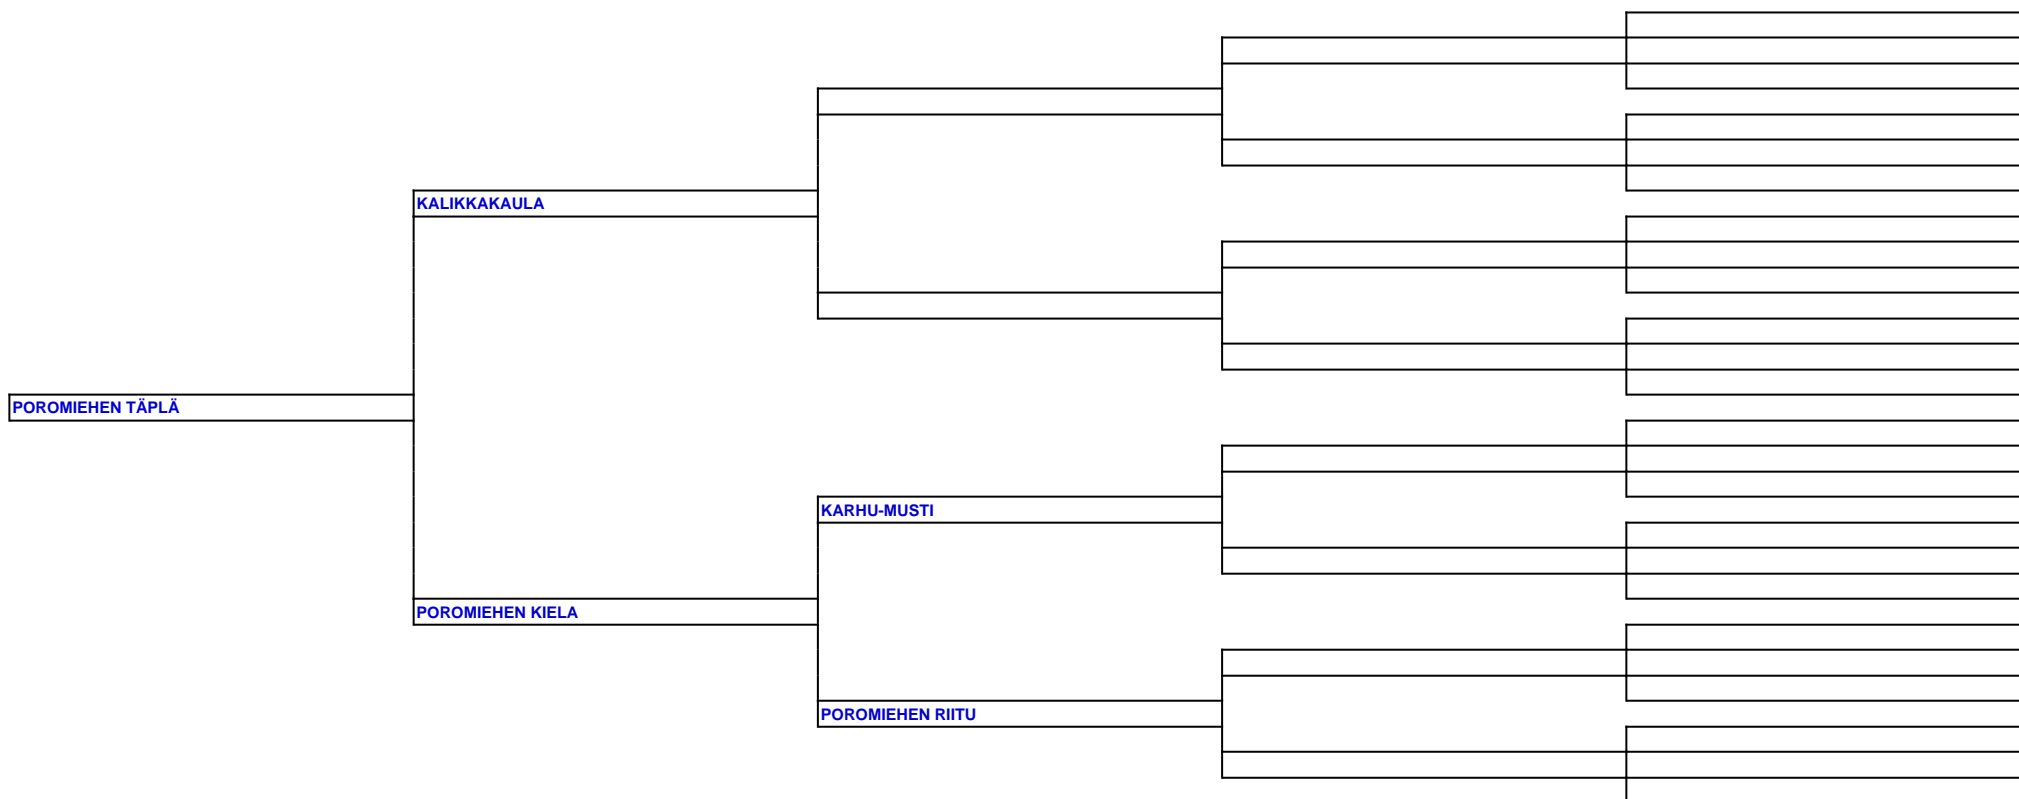 KALIKKAKAULA
POROMIEHEN TÄPLÄ
KARHU-MUSTI
POROMIEHEN KIELA
POROMIEHEN RIITU